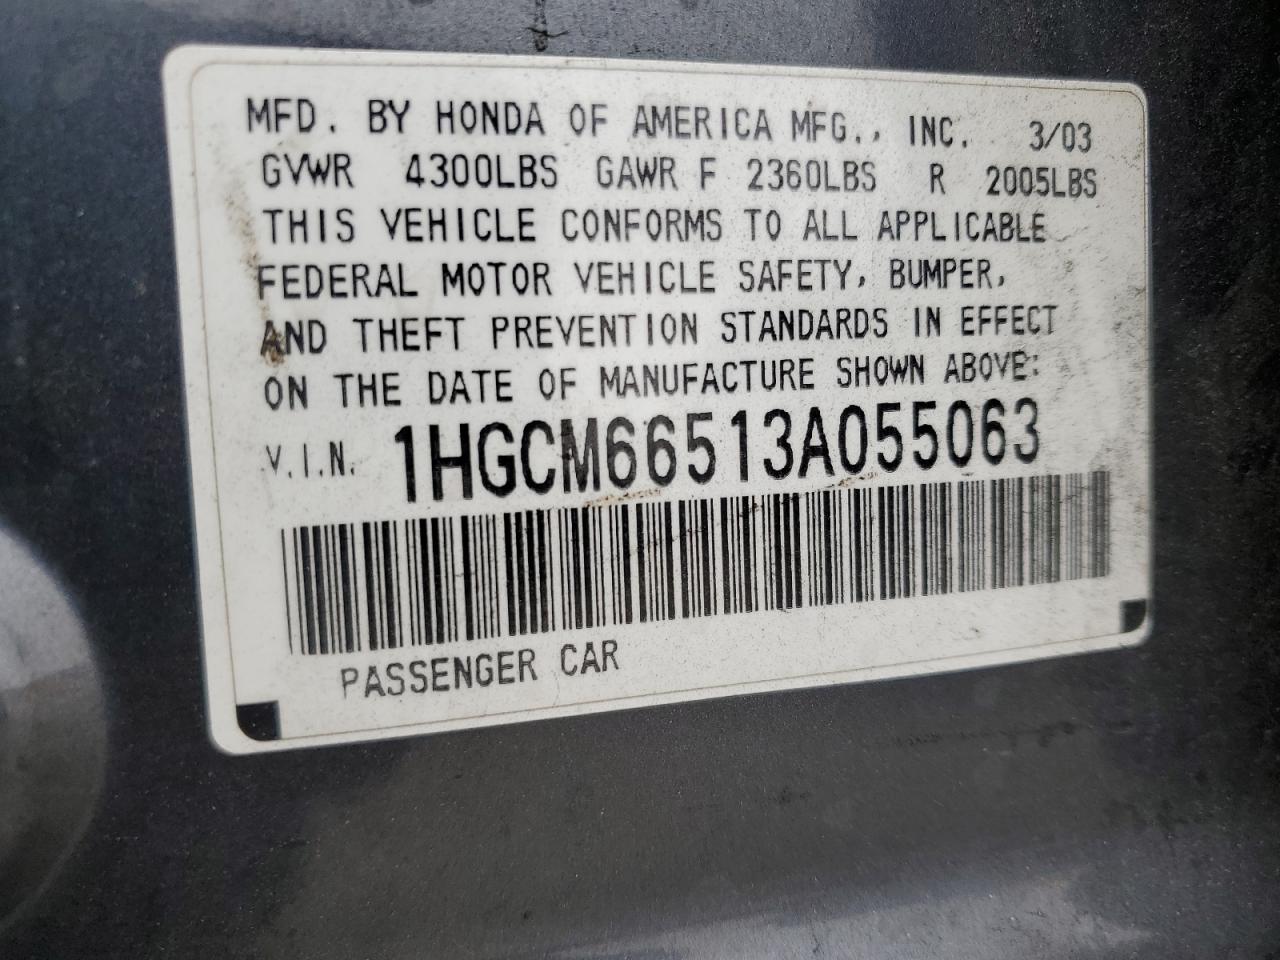 MFD. BY HONDA OF AMERICA MFG., INC. 3/03
GVWR 4300LBS GAWR F 2360LBS R 2005LBS
THIS VEHICLE CONFORMS TO ALL APPLICABLE
FEDERAL MOTOR VEHICLE SAFETY, BUMPER,
AND THEFT PREVENTION STANDARDS IN EFFECT
ON THE DATE OF MANUFACTURE SHOWN ABOVE:
V.I.N. 1HGCM66513A055063
PASSENGER CAR